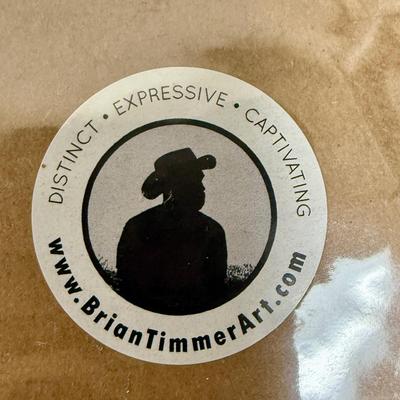 DISTINCT • EXPRESSIVE • CAPTIVATING
www.BrianTimmerArt.com